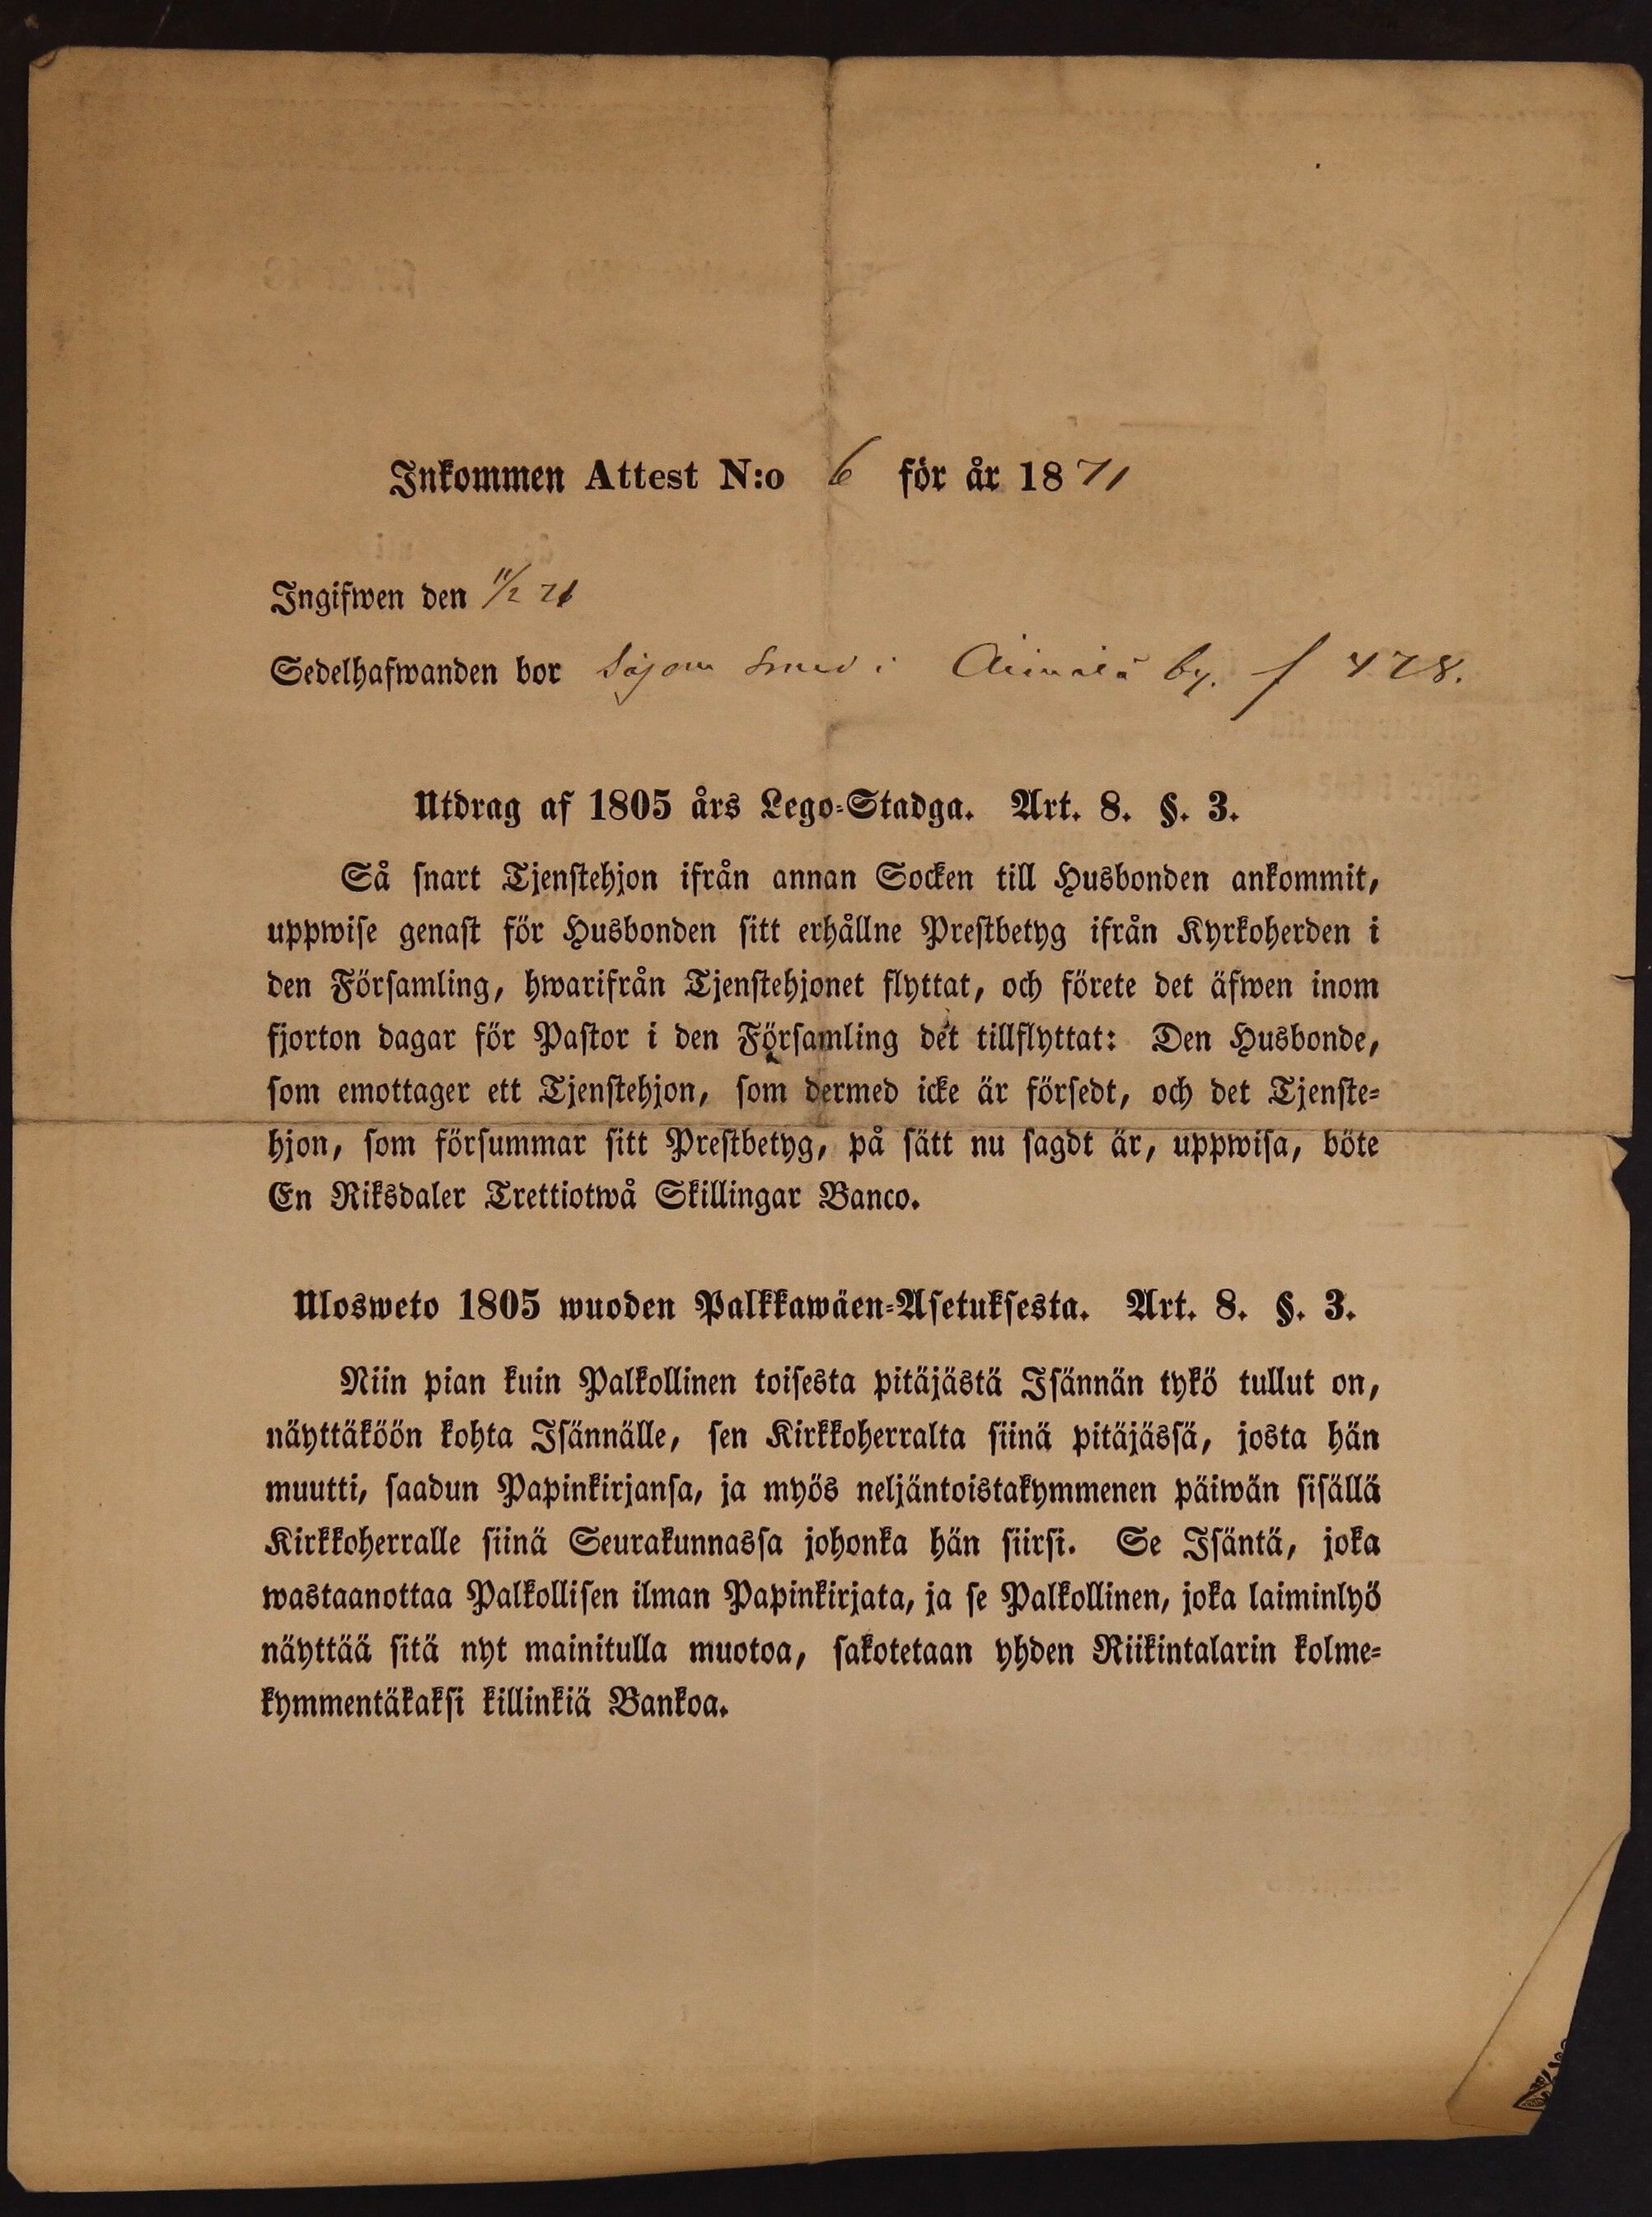 Inkommen Attest N:o 6 för år 1871
Ingifwen den 11/2 71
Sedelhafwanden bor såsom Smed i by. f 478.
Utdrag af 1805 års Lego-Stadga. Art. 8. §. 3.
Så snart Tjenstehjon ifrån annan Socken till Husbonden ankommit,
uppwise genast för Husbonden sitt erhållne Prestbetyg ifrån Kyrkoherden i
den Församling, hwarifrån Tjenstehjonet flyttat, och förete det äfwen inom
fjorton dagar för Pastor i den Församling det tillflyttat: Den Husbonde,
som emottager ett Tjenstehjon, som dermed icke är försedt, och det Tjenste-
hjon, som försummar sitt Prestbetyg, på sätt nu sagdt är, uppwisa, böte
En Riksdaler Trettiotwå Skillingar Banco.
Ulosweto 1805 wuoden Palkkawäen-Asetuksesta. Art. 8. §. 3.
Niin pian kuin Palkollinen toisesta pitäjästä Isännän tykö tullut on,
näyttäköön kohta Isännälle, sen Kirkkoherralta siinä pitäjässä, josta hän
muutti, saadun Papinkirjansa, ja myös neljäntoistakymmenen päiwän sisällä
Kirkkoherralle siinä Seurakunnassa johonka hän siirsi. Se Isäntä, joka
wastaanottaa Palkollisen ilman Papinkirjata, ja se Palkollinen, joka laiminlyö
näyttää sitä nyt mainitulla muotoa, sakotetaan yhden Riikintalarin kolme-
kymmentäkaksi killinkiä Bankoa.